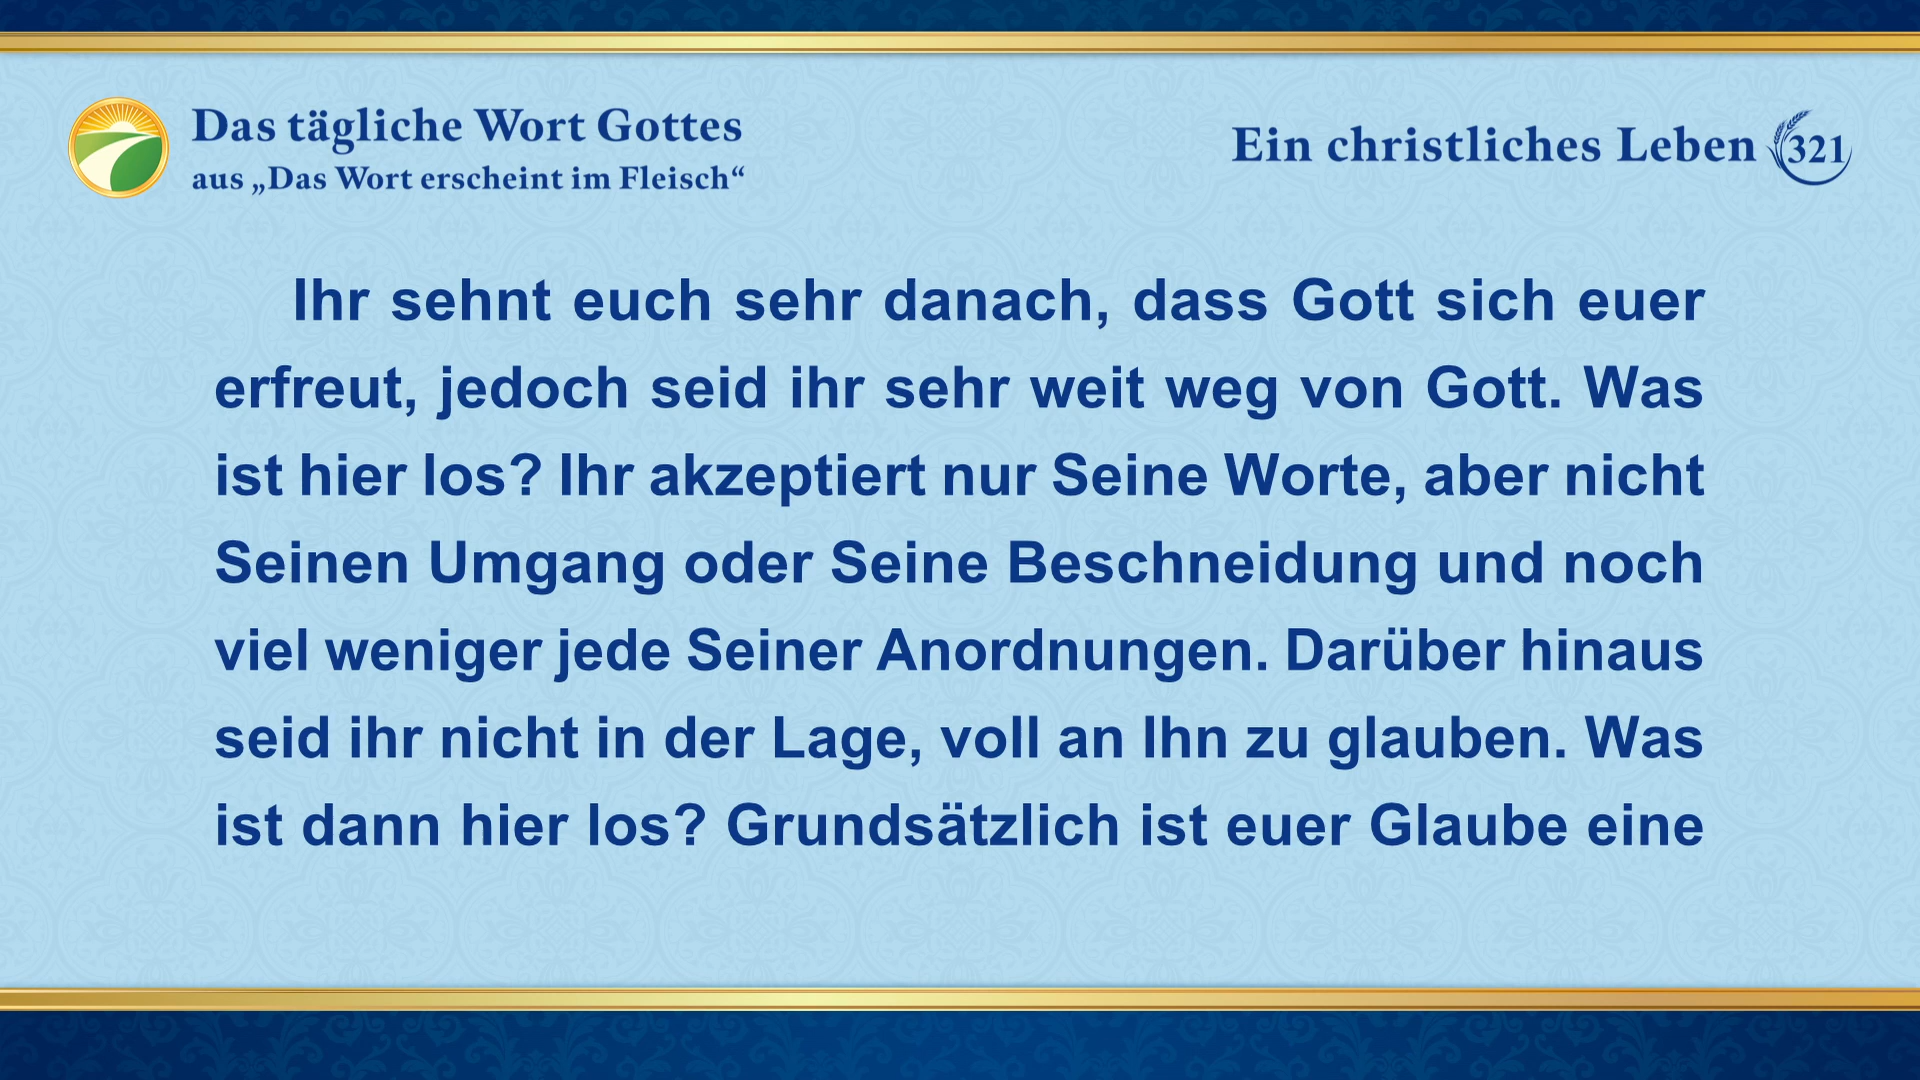 Das tägliche Wort Gottes
aus „Das Wort erscheint im Fleisch“
Ein christliches Leben 321
Ihr sehnt euch sehr danach, dass Gott sich euer
erfreut, jedoch seid ihr sehr weit weg von Gott. Was
ist hier los? Ihr akzeptiert nur Seine Worte, aber nicht
Seinen Umgang oder Seine Beschneidung und noch
viel weniger jede Seiner Anordnungen. Darüber hinaus
seid ihr nicht in der Lage, voll an Ihn zu glauben. Was
ist dann hier los? Grundsätzlich ist euer Glaube eine